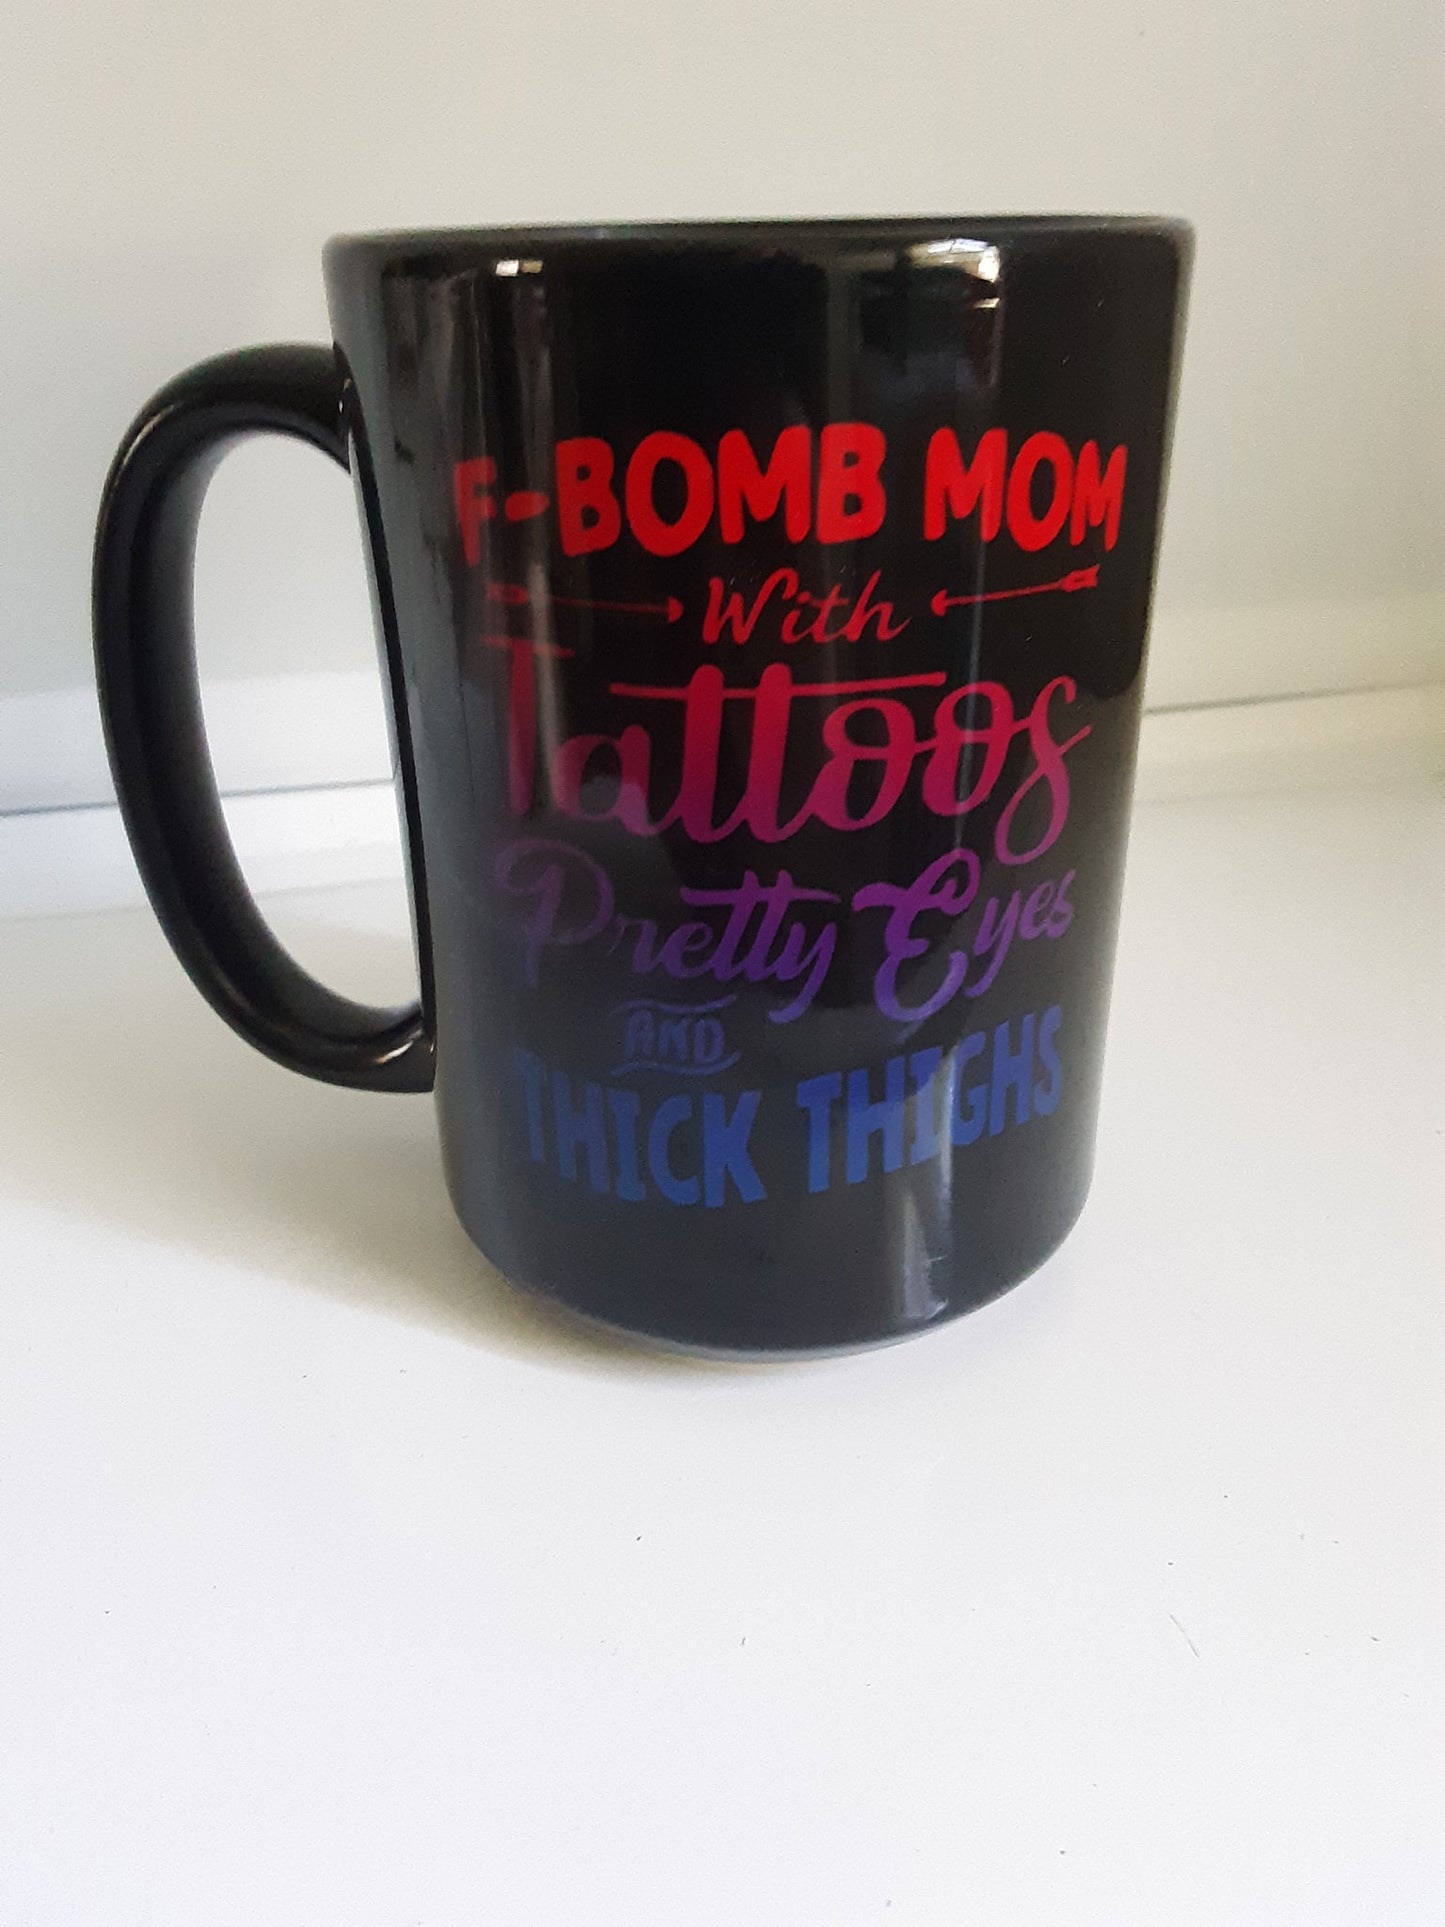 F-BOMB MOM
With
Tattoos
Pretty Eyes
AND
THICK THIGHS